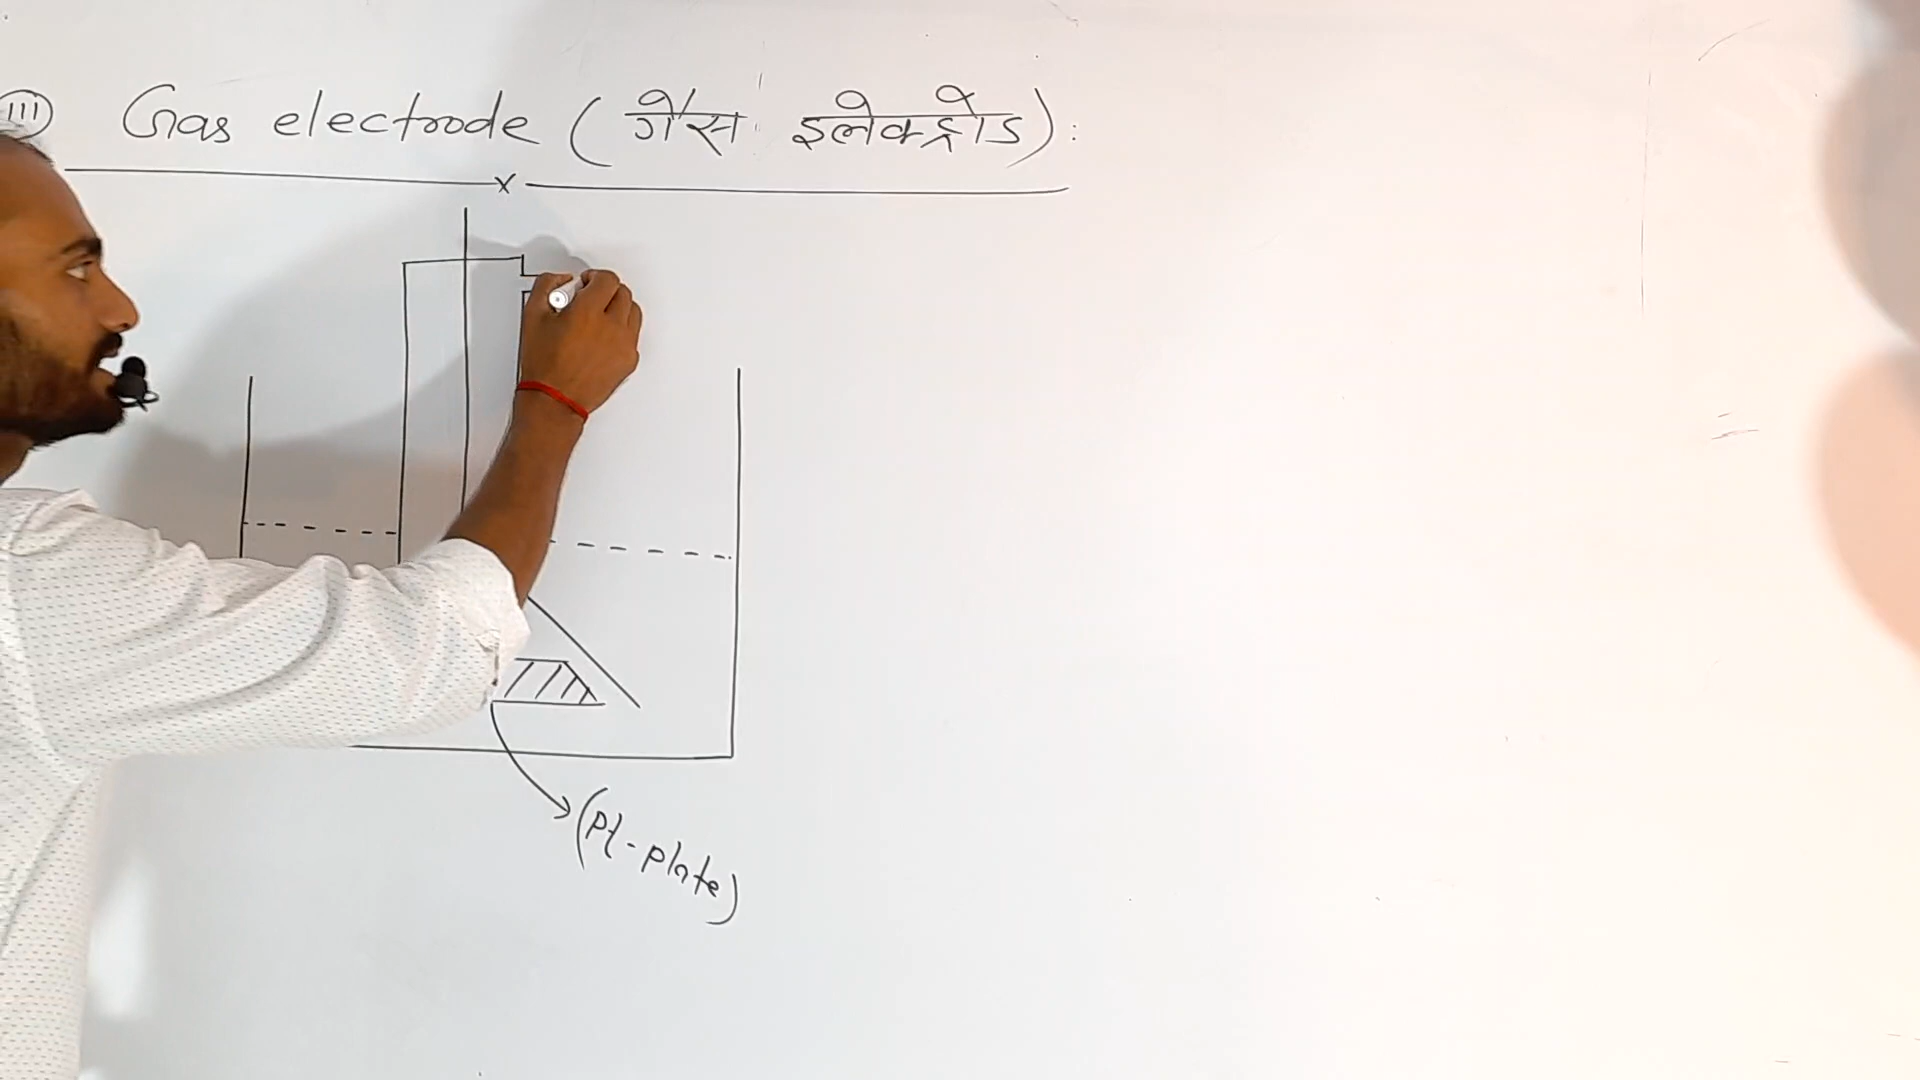 (III) Gas electrode (गैस इलेक्ट्रोड):
(Pt-plate)